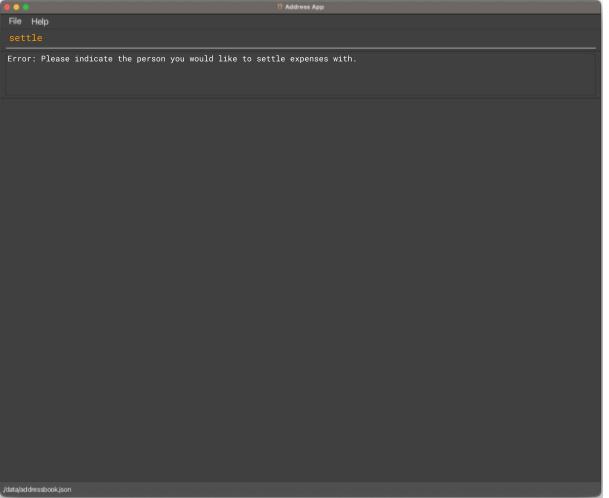 Address App
File Help
settle
Error: Please indicate the person you would like to settle expenses with.
/data/addressbook.json